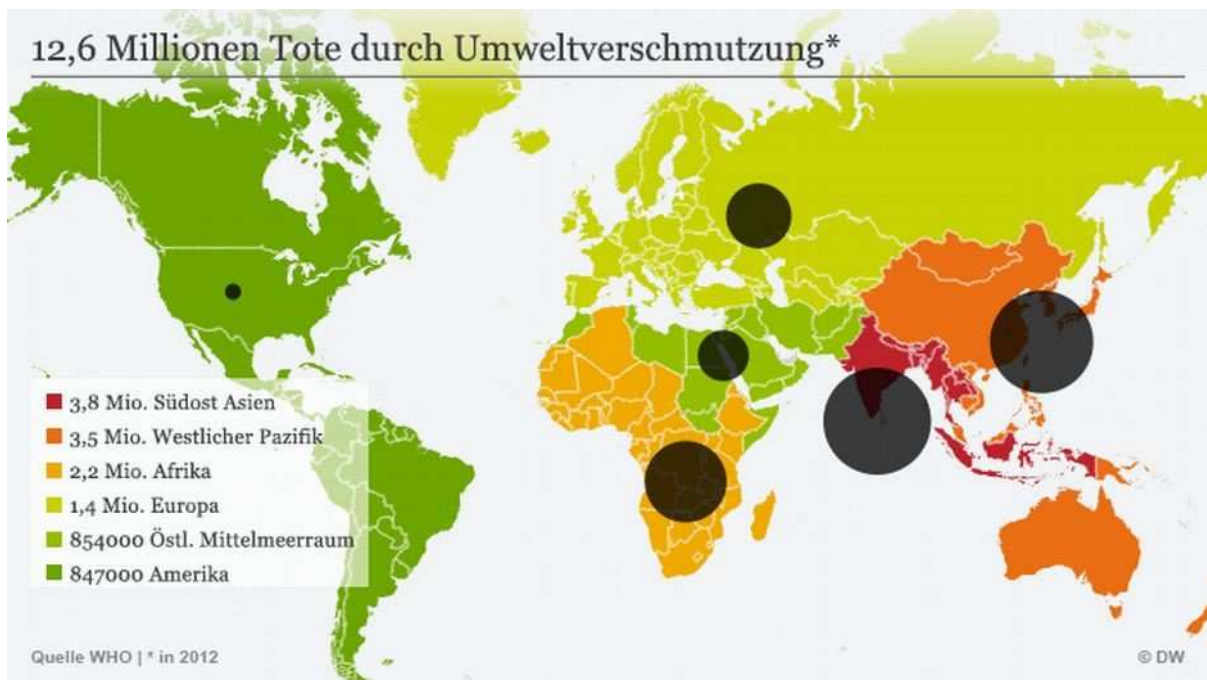 12,6 Millionen Tote durch Umweltverschmutzung*
3,8 Mio. Südost Asien
3,5 Mio. Westlicher Pazifik
2,2 Mio. Afrika
1,4 Mio. Europa
854000 Östl. Mittelmeerraum
847000 Amerika
Quelle WHO | * in 2012
© DW